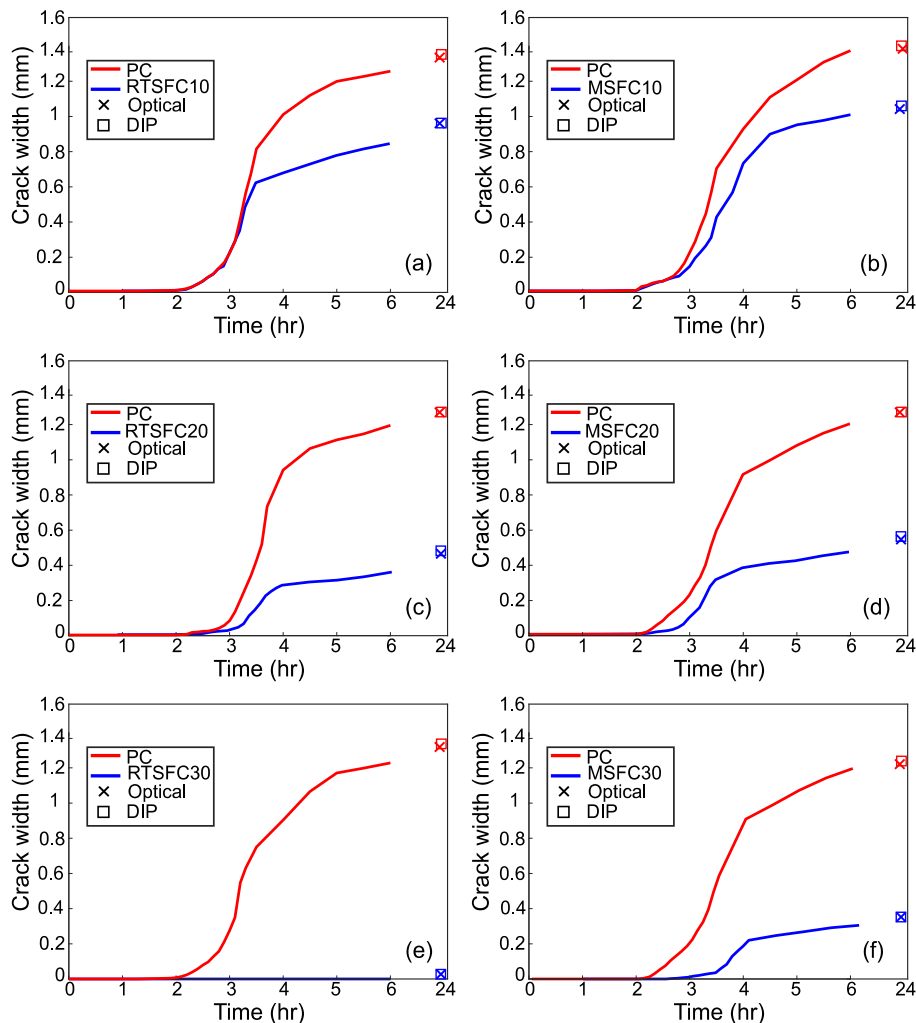 1.6
1.4
1.2
1
0.8
0.6
0.4
0.2
0
Crack width (mm)
PC
RTSFC10
Optical
DIP
(a)
0 1 2 3 4 5 6 24
Time (hr)
1.6
1.4
1.2
1
0.8
0.6
0.4
0.2
0
Crack width (mm)
PC
MSFC10
Optical
DIP
(b)
0 1 2 3 4 5 6 24
Time (hr)
1.6
1.4
1.2
1
0.8
0.6
0.4
0.2
0
Crack width (mm)
PC
RTSFC20
Optical
DIP
(c)
0 1 2 3 4 5 6 24
Time (hr)
1.6
1.4
1.2
1
0.8
0.6
0.4
0.2
0
Crack width (mm)
PC
MSFC20
Optical
DIP
(d)
0 1 2 3 4 5 6 24
Time (hr)
1.6
1.4
1.2
1
0.8
0.6
0.4
0.2
0
Crack width (mm)
PC
RTSFC30
Optical
DIP
(e)
0 1 2 3 4 5 6 24
Time (hr)
1.6
1.4
1.2
1
0.8
0.6
0.4
0.2
0
Crack width (mm)
PC
MSFC30
Optical
DIP
(f)
0 1 2 3 4 5 6 24
Time (hr)